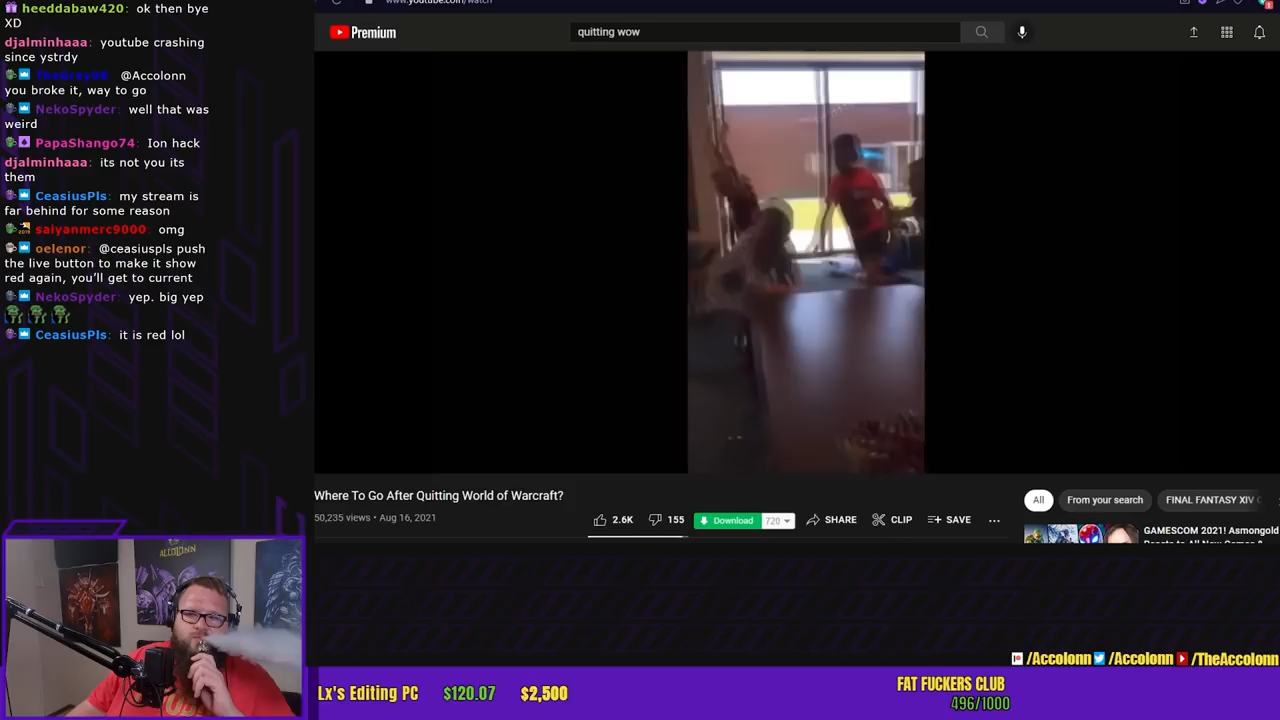 heeddabaw420: ok then bye
XD
djalminhaaa: youtube crashing
since ystrdy
@Accolonn
you broke it, way to go
NekoSpyder: well that was
weird
PapaShango74: Ion hack
djalminhaaa: its not you its
them
CeasiusPls: my stream is
far behind for some reason
saiyanmerc9000: omg
oelenor: @ceasiuspls push
the live button to make it show
red again, you'll get to current
NekoSpyder: yep. big yep
CeasiusPls: it is red lol
www.youtube.com/watch
Premium
quitting wow
Where To Go After Quitting World of Warcraft?
50,235 views • Aug 16, 2021
2.6K
155
Download 720
SHARE
CLIP
SAVE
All
From your search
FINAL FANTASY XIV
GAMESCOM 2021! Asmongold
ACCOLONN
/Accolonn /Accolonn /TheAccolonn
Lx's Editing PC $120.07 $2,500
FAT FUCKERS CLUB
496/1000